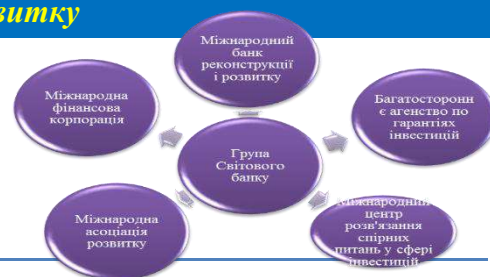 витку
Міжнародний
банк
реконструкції
і розвитку
Міжнародна
фінансова
корпорація
Багатосторонн
є агенство по
гарантіях
інвестицій
Група
Світового
банку
Міжнародна
асоціація
розвитку
Міжнародний
центр
розв'язання
спірних
питань у сфері
інвестицій